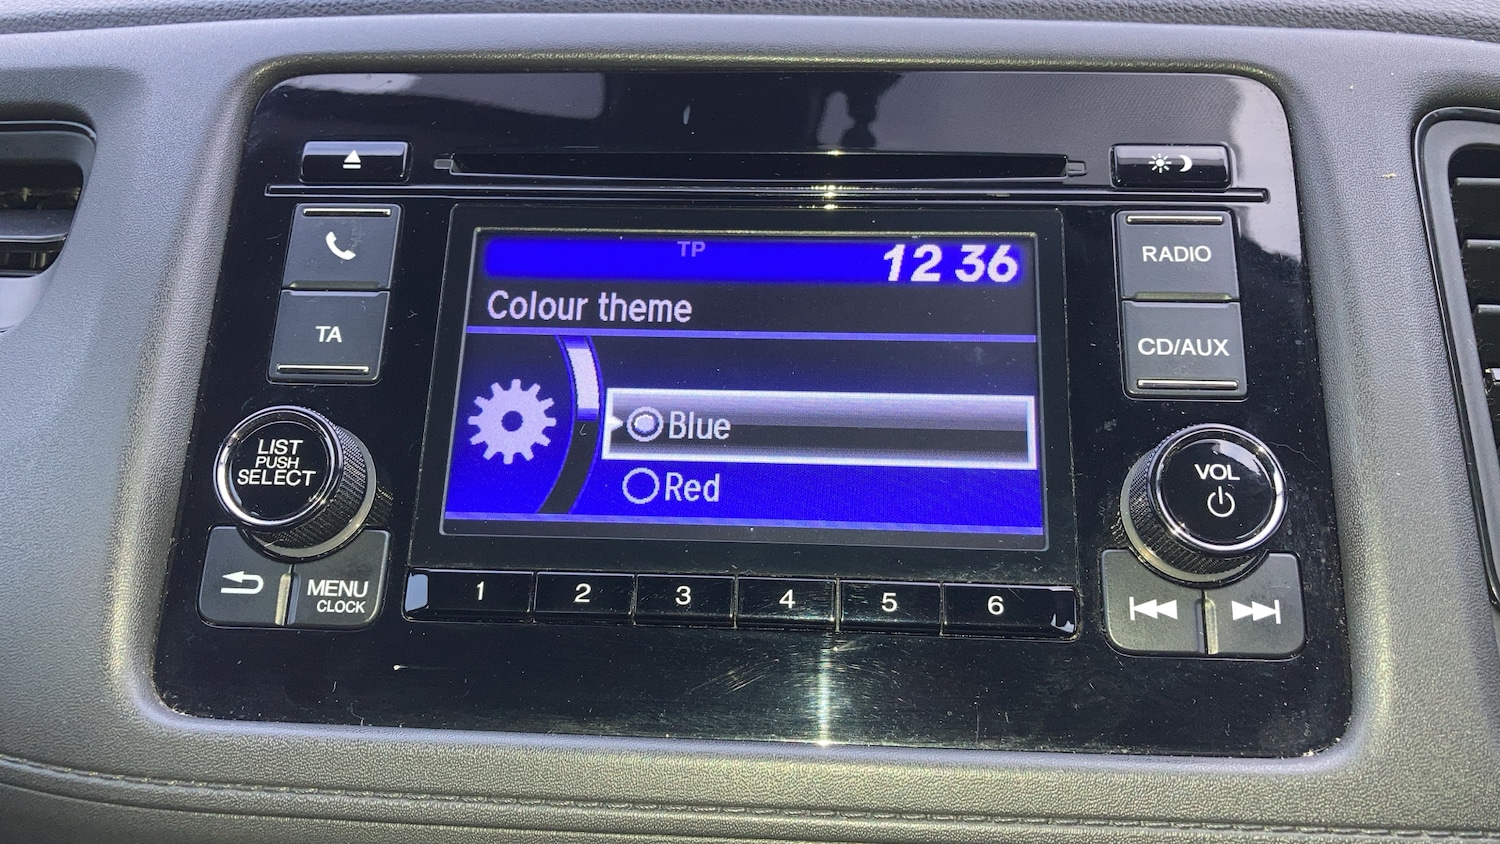 TP
12 36
Colour theme
Blue
Red
TA
RADIO
CD/AUX
LIST
PUSH
SELECT
VOL
MENU
CLOCK
1 2 3 4 5 6